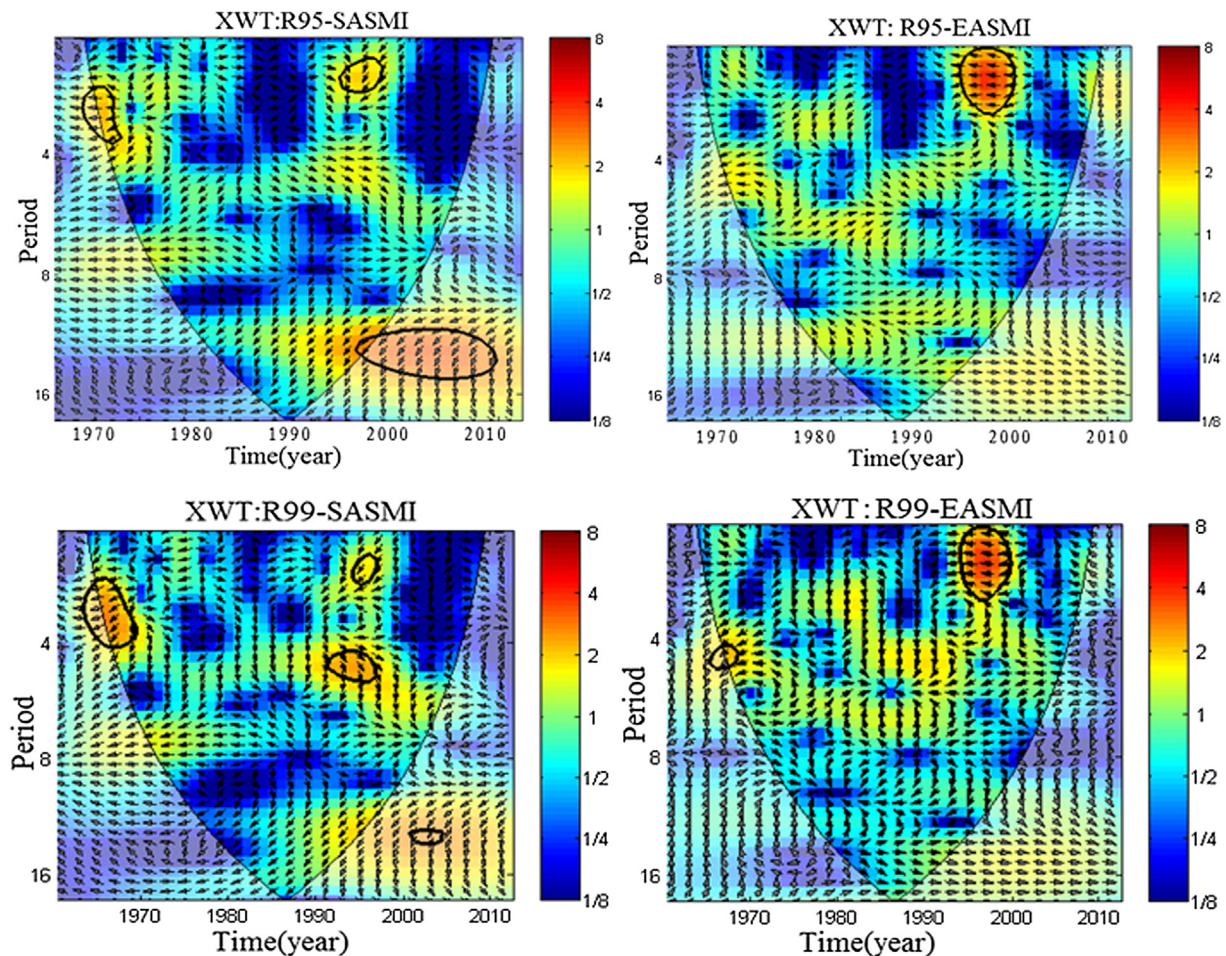 XWT:R95-SASMI
Period
4
8
16
1970 1980 1990 2000 2010
Time(year)
8
4
2
1
1/2
1/4
1/8
XWT: R95-EASMI
Period
4
8
16
1970 1980 1990 2000 2010
Time(year)
8
4
2
1
1/2
1/4
1/8
XWT:R99-SASMI
Period
4
8
16
1970 1980 1990 2000 2010
Time(year)
8
4
2
1
1/2
1/4
1/8
XWT: R99-EASMI
Period
4
8
16
1970 1980 1990 2000 2010
Time(year)
8
4
2
1
1/2
1/4
1/8